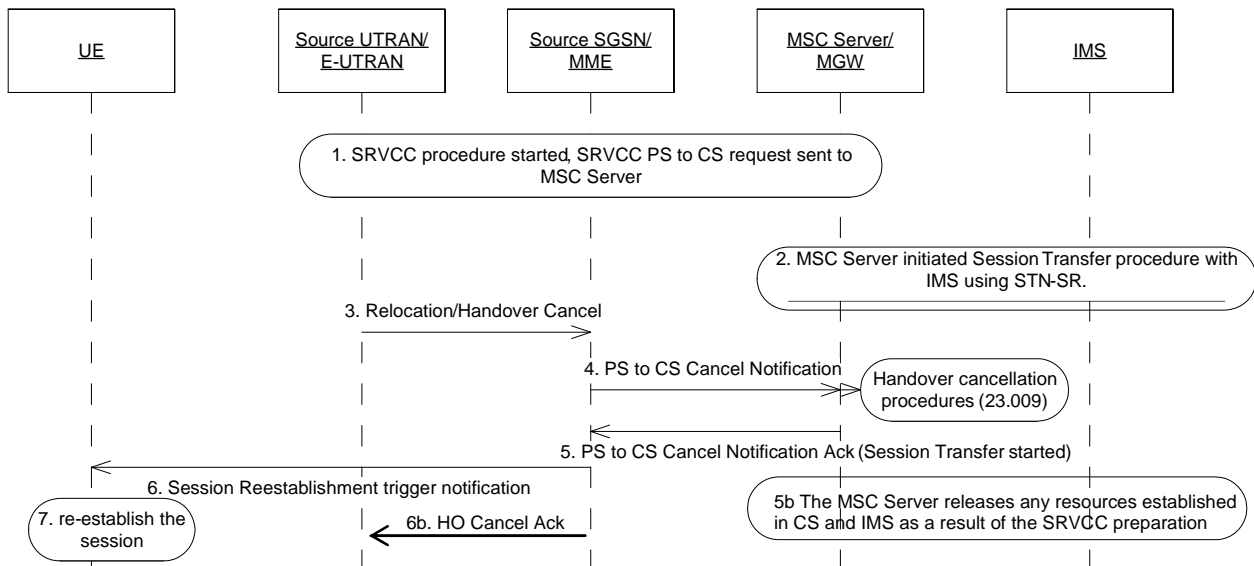 UE
Source UTRAN/
E-UTRAN
Source SGSN/
MME
MSC Server/
MGW
IMS
1. SRVCC procedure started, SRVCC PS to CS request sent to
MSC Server
2. MSC Server initiated Session Transfer procedure with
IMS using STN-SR.
3. Relocation/Handover Cancel
4. PS to CS Cancel Notification
Handover cancellation
procedures (23.009)
5. PS to CS Cancel Notification Ack (Session Transfer started)
6. Session Reestablishment trigger notification
5b The MSC Server releases any resources established
in CS and IMS as a result of the SRVCC preparation
7. re-establish the
session
6b. HO Cancel Ack